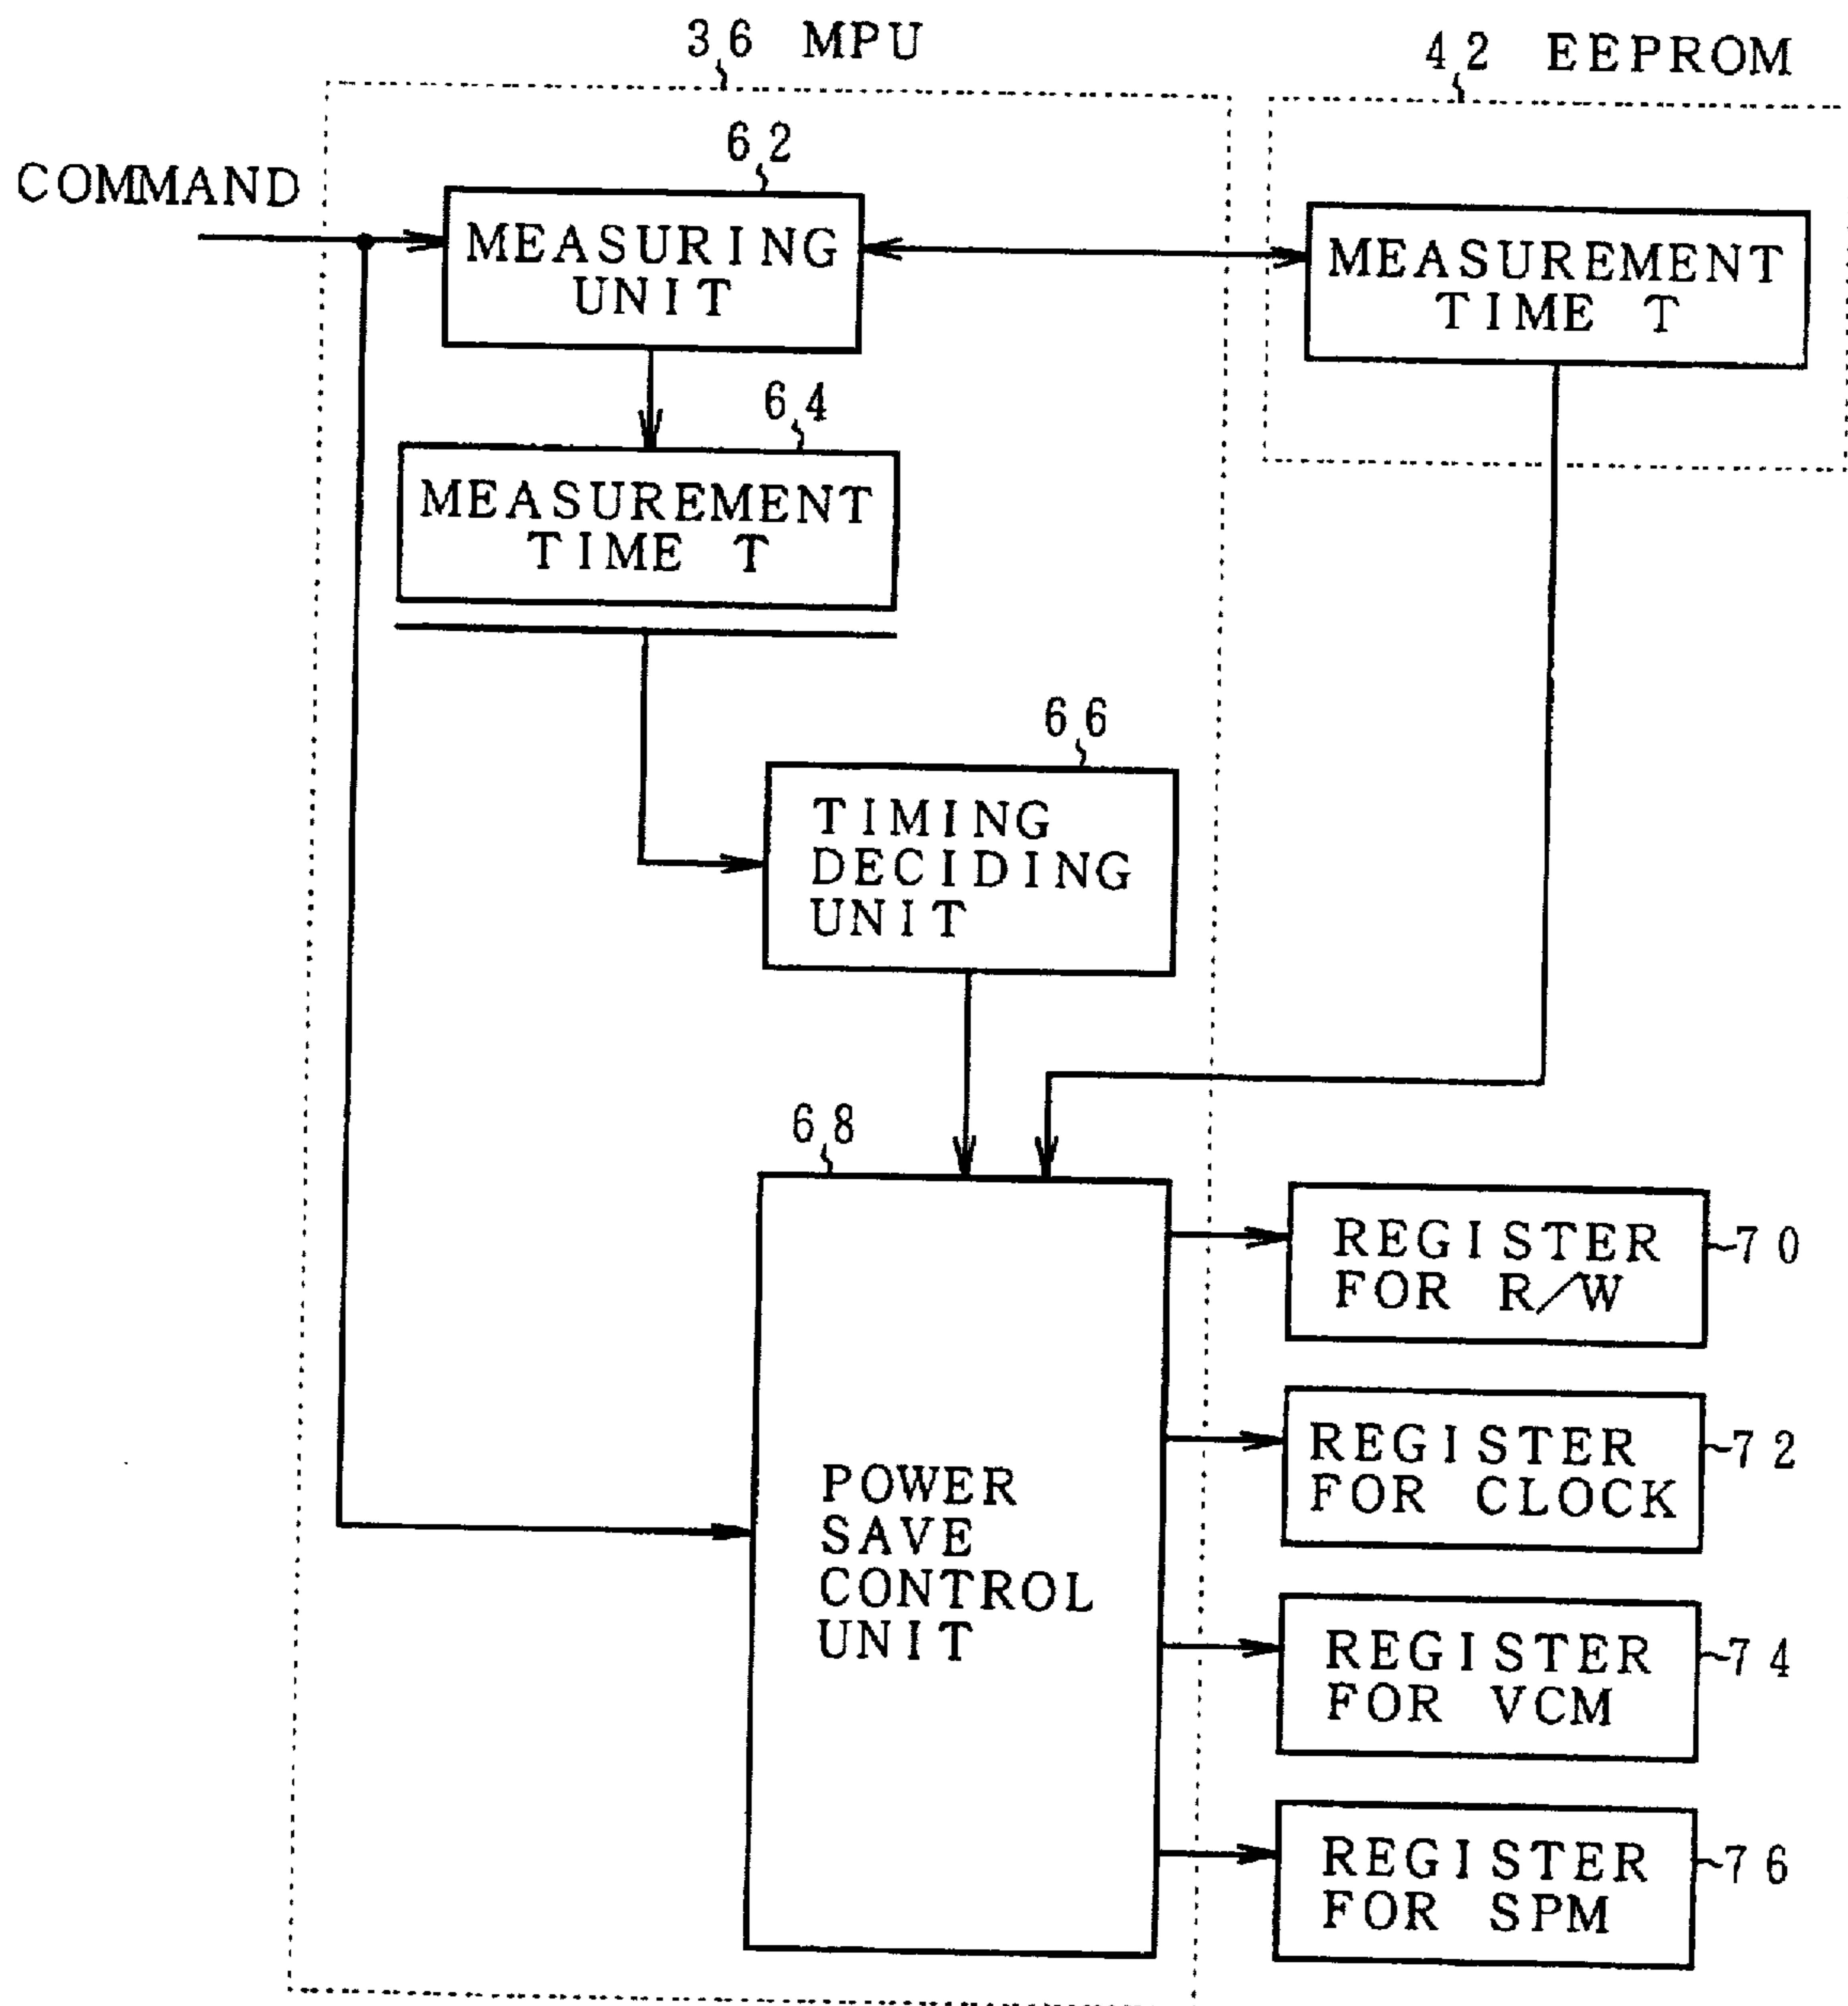 36 MPU
42 EEPROM
COMMAND
62
MEASURING
UNIT
MEASUREMENT
TIME T
64
MEASUREMENT
TIME T
66
TIMING
DECIDING
UNIT
68
POWER
SAVE
CONTROL
UNIT
REGISTER
FOR R/W
70
REGISTER
FOR CLOCK
72
REGISTER
FOR VCM
74
REGISTER
FOR SPM
76